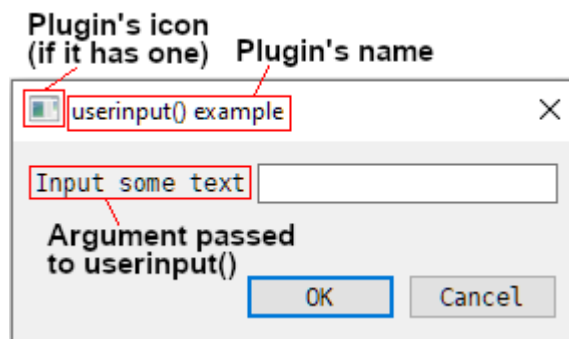 Plugin's icon
(if it has one) Plugin's name
userinput() example
Input some text
Argument passed
to userinput()
OK Cancel